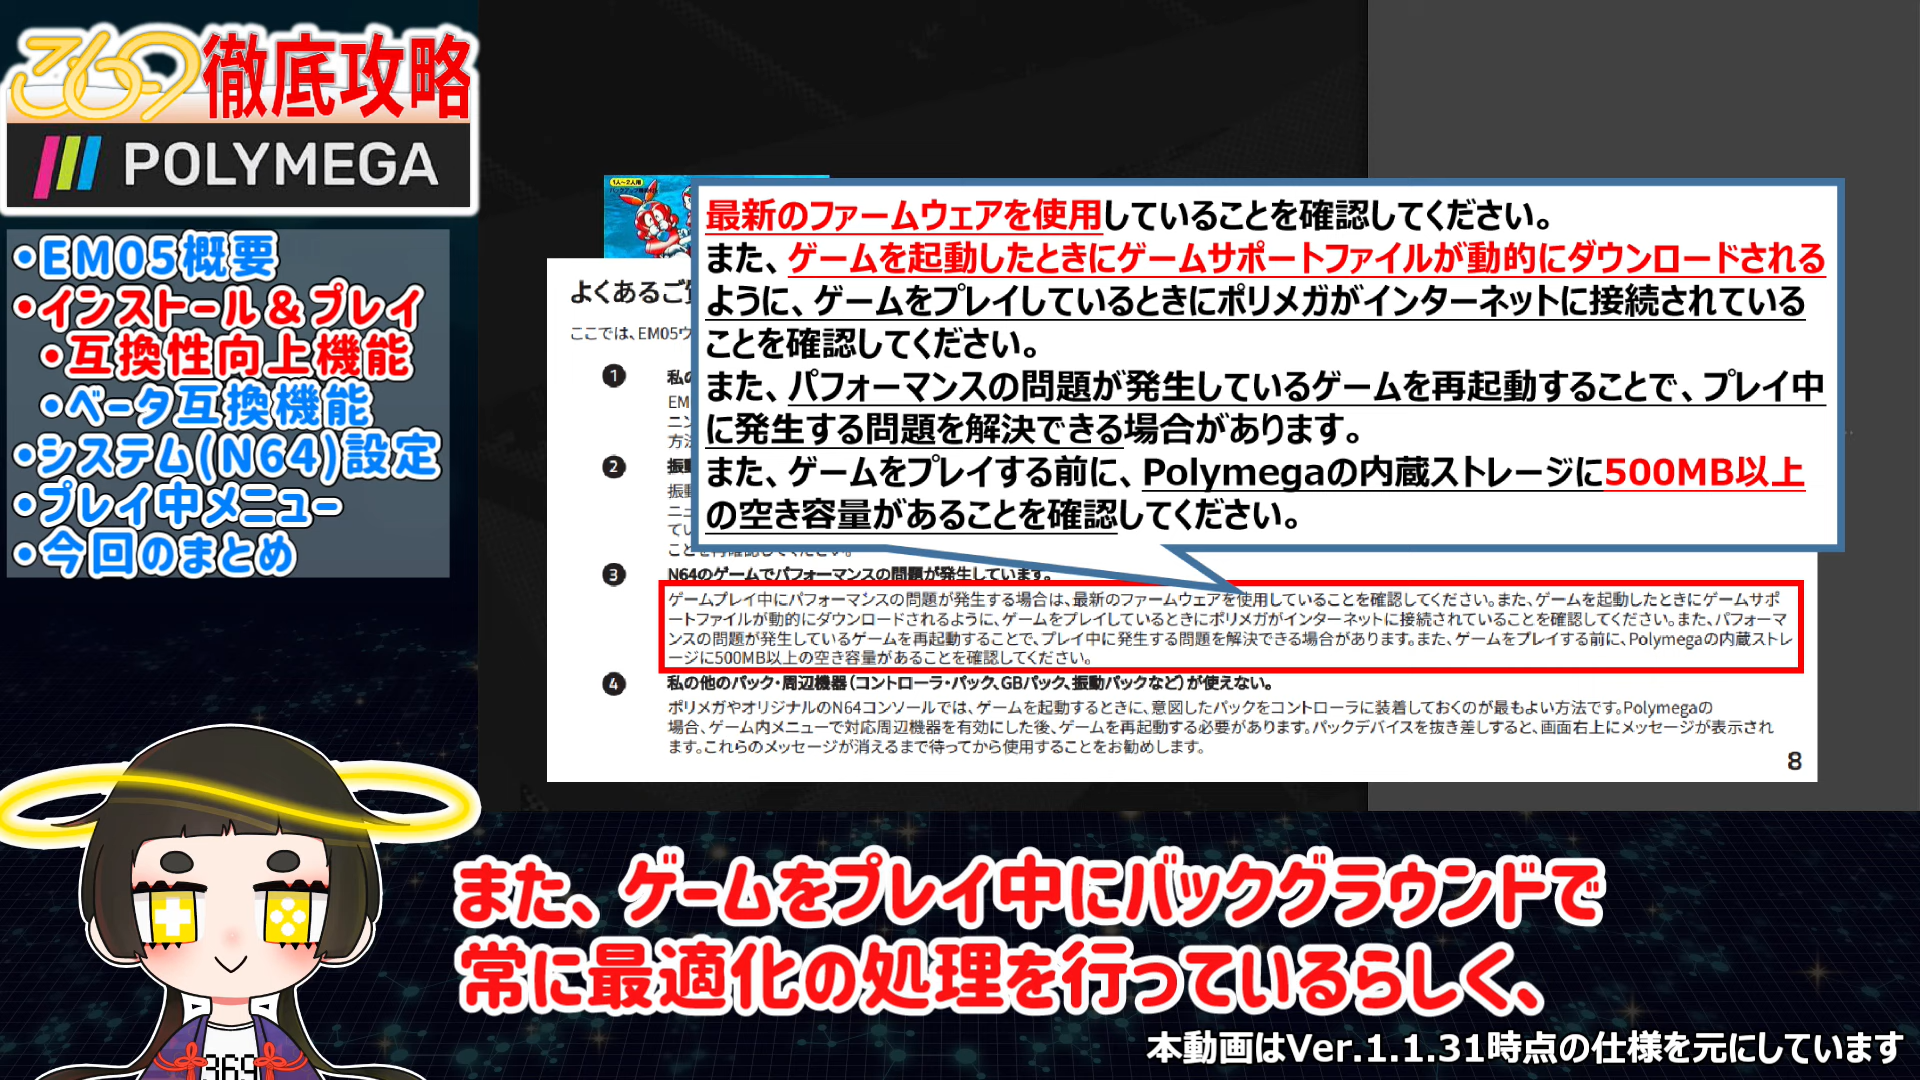 369徹底攻略
POLYMEGA
・EM05概要
・インストール＆プレイ
・互換性向上機能
・ベータ互換機能
・システム(N64)設定
・プレイ中メニュー
・今回のまとめ
1人〜2人用
最新のファームウェアを使用していることを確認してください。
また、ゲームを起動したときにゲームサポートファイルが動的にダウンロードされる
ように、ゲームをプレイしているときにポリメガがインターネットに接続されている
ことを確認してください。
また、パフォーマンスの問題が発生しているゲームを再起動することで、プレイ中
に発生する問題を解決できる場合があります。
また、ゲームをプレイする前に、Polymegaの内蔵ストレージに500MB以上
の空き容量があることを確認してください。
よくあるご
ここでは、EM05ウ
1 私の
EM
ニン
方法
2 振動
振動
ニュ
てい
ことを再確認してください。
3 N64のゲームでパフォーマンスの問題が発生しています。
ゲームプレイ中にパフォーマンスの問題が発生する場合は、最新のファームウェアを使用していることを確認してください。また、ゲームを起動したときにゲームサポ
ートファイルが動的にダウンロードされるように、ゲームをプレイしているときにポリメガがインターネットに接続されていることを確認してください。また、パフォーマ
ンスの問題が発生しているゲームを再起動することで、プレイ中に発生する問題を解決できる場合があります。また、ゲームをプレイする前に、Polymegaの内蔵ストレ
ージに500MB以上の空き容量があることを確認してください。
4 私の他のパック・周辺機器（コントローラ・パック、GBパック、振動パックなど）が使えない。
ポリメガやオリジナルのN64コンソールでは、ゲームを起動するときに、意図したパックをコントローラに装着しておくのが最もよい方法です。Polymegaの
場合、ゲーム内メニューで対応周辺機器を有効にした後、ゲームを再起動する必要があります。パックデバイスを抜き差しすると、画面右上にメッセージが表示され
ます。これらのメッセージが消えるまで待ってから使用することをお勧めします。
8
また、ゲームをプレイ中にバックグラウンドで
常に最適化の処理を行っているらしく、
369
本動画はVer.1.1.31時点の仕様を元にしています